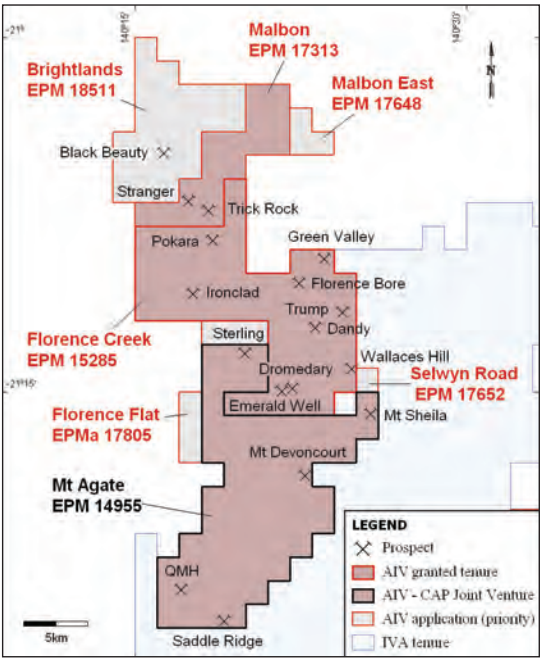 140°15'
140°30'
-21°
Malbon
EPM 17313
Brightlands
EPM 18511
Malbon East
EPM 17648
N
Black Beauty
Stranger
Trick Rock
Pokara
Green Valley
Florence Bore
Ironclad
Trump
Dandy
Florence Creek
EPM 15285
Sterling
Wallaces Hill
Dromedary
Selwyn Road
EPM 17652
-21°15'
Emerald Well
Florence Flat
EPMa 17805
Mt Sheila
Mt Devoncourt
Mt Agate
EPM 14955
QMH
Saddle Ridge
5km
LEGEND
Prospect
AIV granted tenure
AIV - CAP Joint Venture
AIV application (priority)
IVA tenure